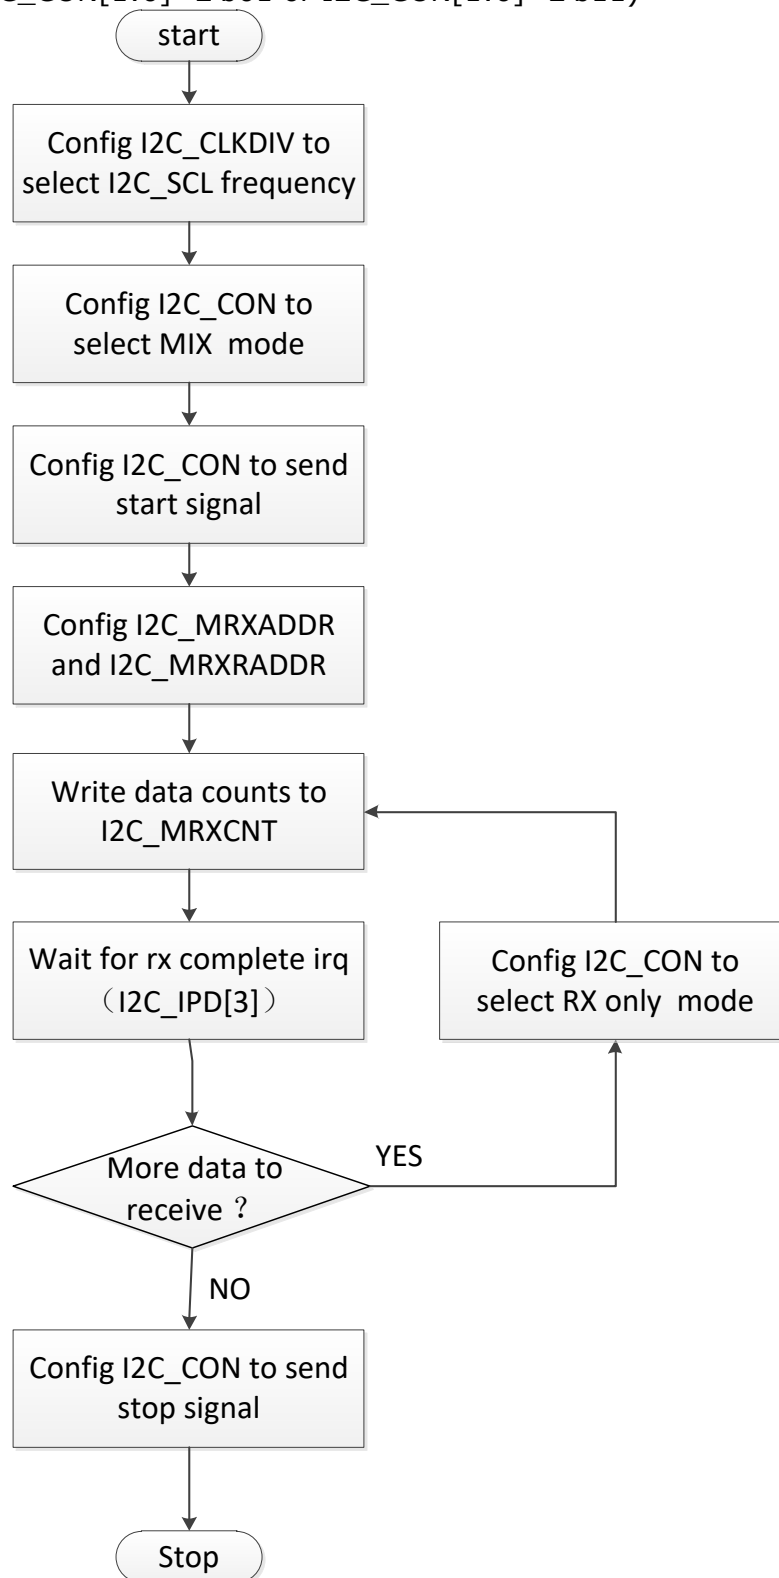 start
Config I2C_CLKDIV to
select I2C_SCL frequency
Config I2C_CON to
select MIX  mode
Config I2C_CON to send
start signal
Config I2C_MRXADDR
and I2C_MRXRADDR
Write data counts to
I2C_MRXCNT
Wait for rx complete irq
（I2C_IPD[3]）
Config I2C_CON to
select RX only  mode
More data to
receive？
YES
NO
Config I2C_CON to send
stop signal
Stop